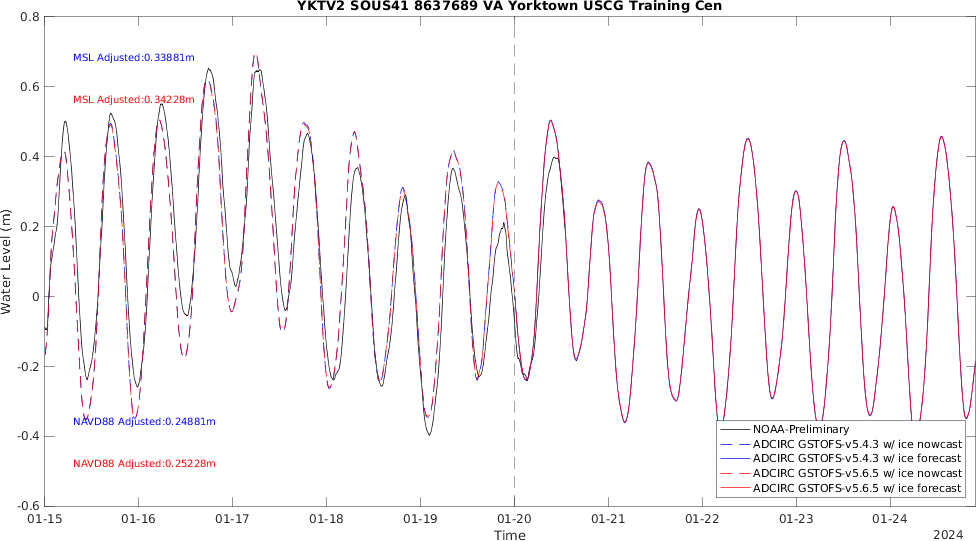 YKTV2 SOUS41 8637689 VA Yorktown USCG Training Cen
0.8
0.6
0.4
0.2
0
-0.2
-0.4
-0.6
Water Level (m)
MSL Adjusted:0.33881m
MSL Adjusted:0.34228m
NAVD88 Adjusted:0.24881m
NAVD88 Adjusted:0.25228m
NOAA-Preliminary
ADCIRC GSTOFS-v5.4.3 w/ ice nowcast
ADCIRC GSTOFS-v5.4.3 w/ ice forecast
ADCIRC GSTOFS-v5.6.5 w/ ice nowcast
ADCIRC GSTOFS-v5.6.5 w/ ice forecast
01-15 01-16 01-17 01-18 01-19 01-20 01-21 01-22 01-23 01-24
Time
2024